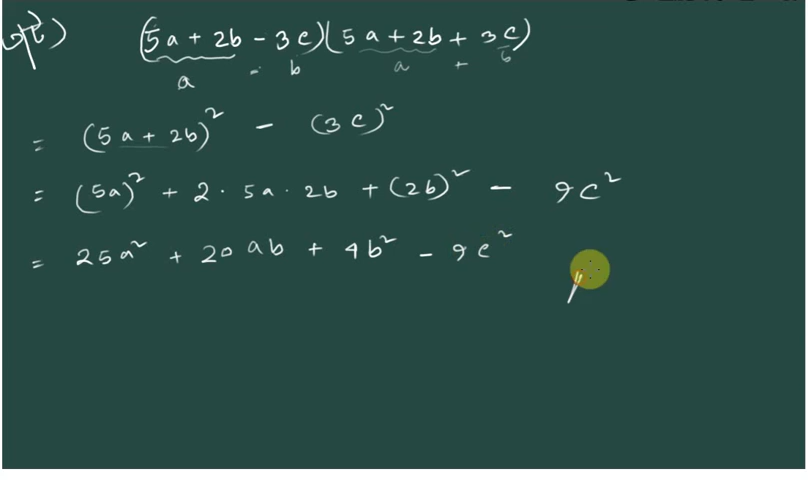 (5a + 2b - 3c)(5a + 2b + 3c)
a - b a + b
= (5a + 2b)² - (3c)²
= (5a)² + 2 · 5a · 2b + (2b)² - 9c²
= 25a² + 20ab + 4b² - 9c²